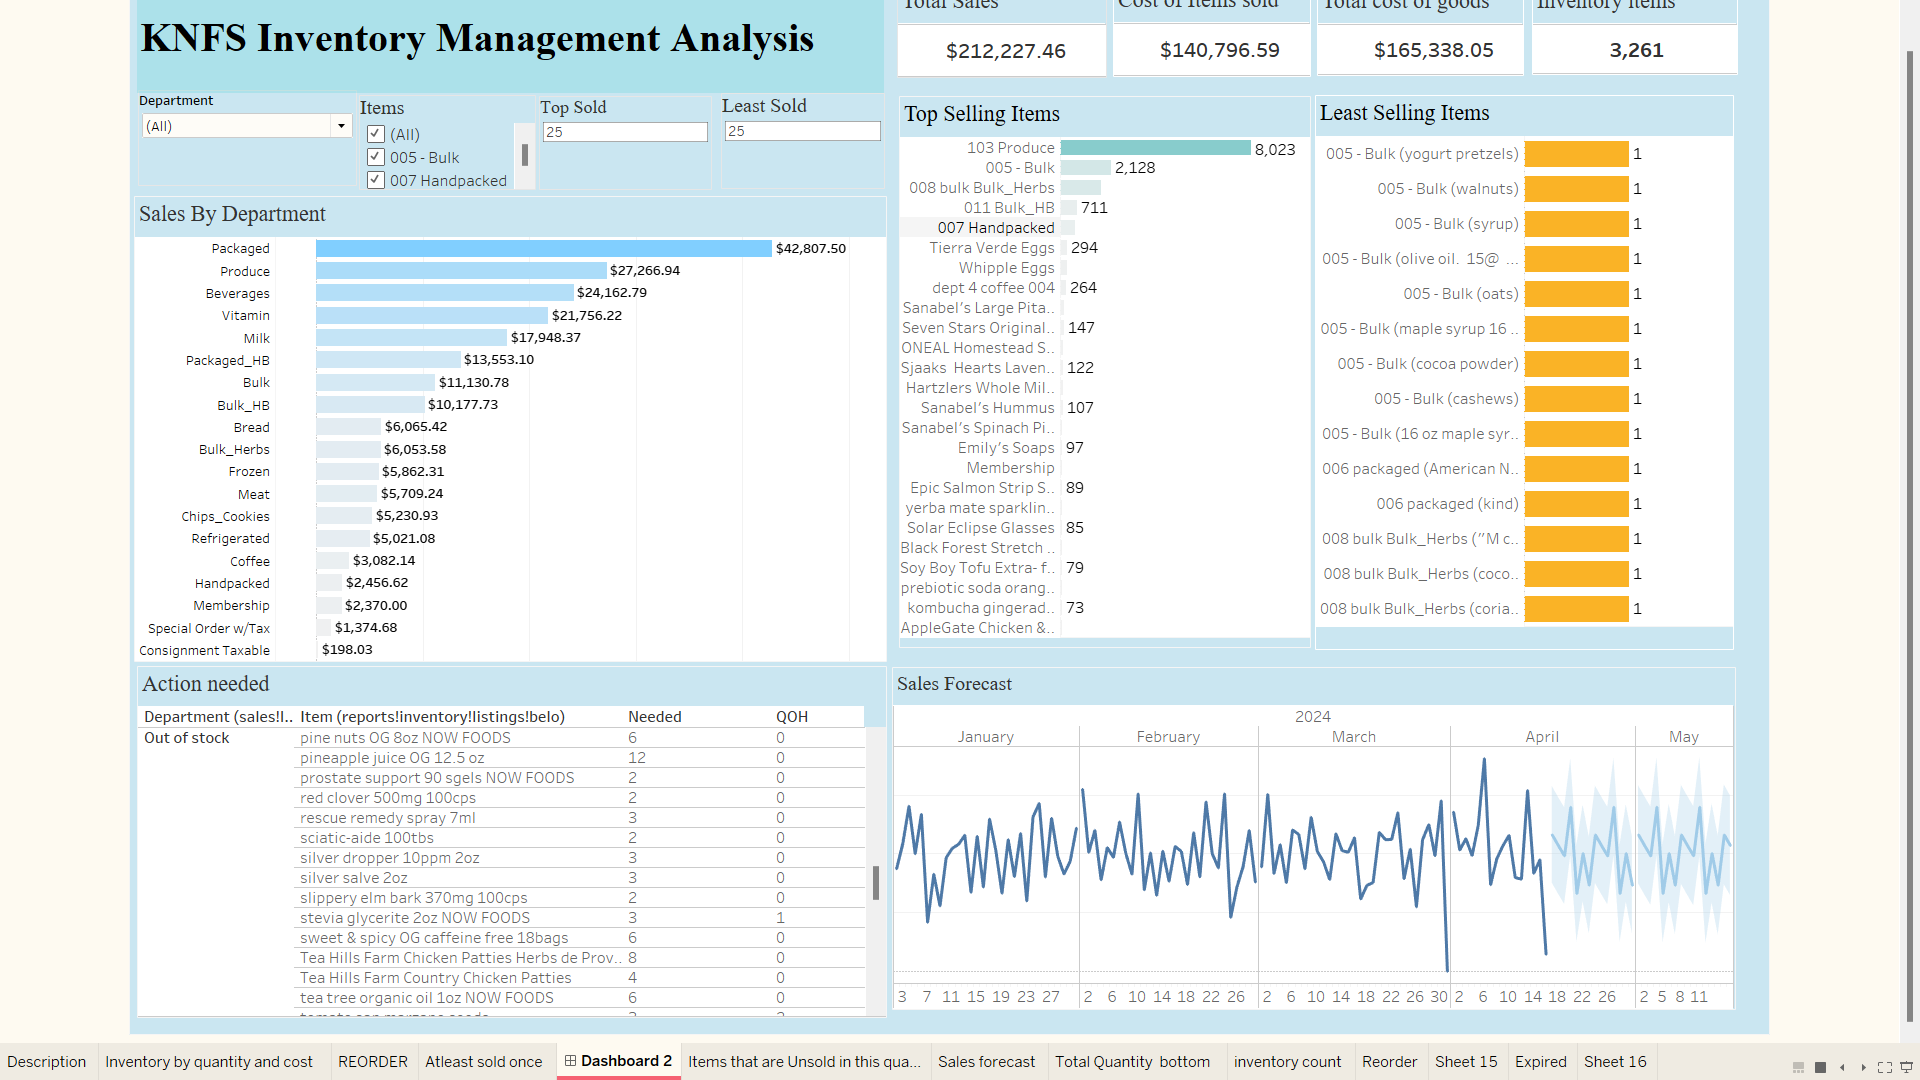 KNFS Inventory Management Analysis
Total Sales
Cost of Items sold
Total cost of goods
Inventory items
$212,227.46
$140,796.59
$165,338.05
3,261
Department
(All)
Items
(All)
005 - Bulk
007 Handpacked
Top Sold
25
Least Sold
25
Sales By Department
Packaged $42,807.50
Produce $27,266.94
Beverages $24,162.79
Vitamin $21,756.22
Milk $17,948.37
Packaged_HB $13,553.10
Bulk $11,130.78
Bulk_HB $10,177.73
Bread $6,065.42
Bulk_Herbs $6,053.58
Frozen $5,862.31
Meat $5,709.24
Chips_Cookies $5,230.93
Refrigerated $5,021.08
Coffee $3,082.14
Handpacked $2,456.62
Membership $2,370.00
Special Order w/Tax $1,374.68
Consignment Taxable $198.03
Top Selling Items
103 Produce 8,023
005 - Bulk 2,128
008 bulk Bulk_Herbs
011 Bulk_HB 711
007 Handpacked
Tierra Verde Eggs 294
Whipple Eggs
dept 4 coffee 004 264
Sanabel's Large Pita..
Seven Stars Original.. 147
ONEAL Homestead S..
Sjaaks Hearts Laven.. 122
Hartzlers Whole Mil..
Sanabel's Hummus 107
Sanabel's Spinach Pi..
Emily's Soaps 97
Membership
Epic Salmon Strip S.. 89
yerba mate sparklin..
Solar Eclipse Glasses 85
Black Forest Stretch ..
Soy Boy Tofu Extra- f.. 79
prebiotic soda orang..
kombucha gingerad.. 73
AppleGate Chicken &..
Least Selling Items
005 - Bulk (yogurt pretzels) 1
005 - Bulk (walnuts) 1
005 - Bulk (syrup) 1
005 - Bulk (olive oil. 15@ ... 1
005 - Bulk (oats) 1
005 - Bulk (maple syrup 16 .. 1
005 - Bulk (cocoa powder) 1
005 - Bulk (cashews) 1
005 - Bulk (16 oz maple syr.. 1
006 packaged (American N.. 1
006 packaged (kind) 1
008 bulk Bulk_Herbs ("M c.. 1
008 bulk Bulk_Herbs (coco.. 1
008 bulk Bulk_Herbs (coria.. 1
Action needed
Department (sales!l.. Item (reports!inventory!listings!belo) Needed QOH
Out of stock pine nuts OG 8oz NOW FOODS 6 0
pineapple juice OG 12.5 oz 12 0
prostate support 90 sgels NOW FOODS 2 0
red clover 500mg 100cps 2 0
rescue remedy spray 7ml 3 0
sciatic-aide 100tbs 2 0
silver dropper 10ppm 2oz 3 0
silver salve 2oz 3 0
slippery elm bark 370mg 100cps 2 0
stevia glycerite 2oz NOW FOODS 3 1
sweet & spicy OG caffeine free 18bags 6 0
Tea Hills Farm Chicken Patties Herbs de Prov.. 8 0
Tea Hills Farm Country Chicken Patties 4 0
tea tree organic oil 1oz NOW FOODS 6 0
Sales Forecast
2024
January February March April May
3 7 11 15 19 23 27 2 6 10 14 18 22 26 2 6 10 14 18 22 26 30 2 6 10 14 18 22 26 2 5 8 11
Description Inventory by quantity and cost REORDER Atleast sold once Dashboard 2 Items that are Unsold in this qua... Sales forecast Total Quantity bottom inventory count Reorder Sheet 15 Expired Sheet 16